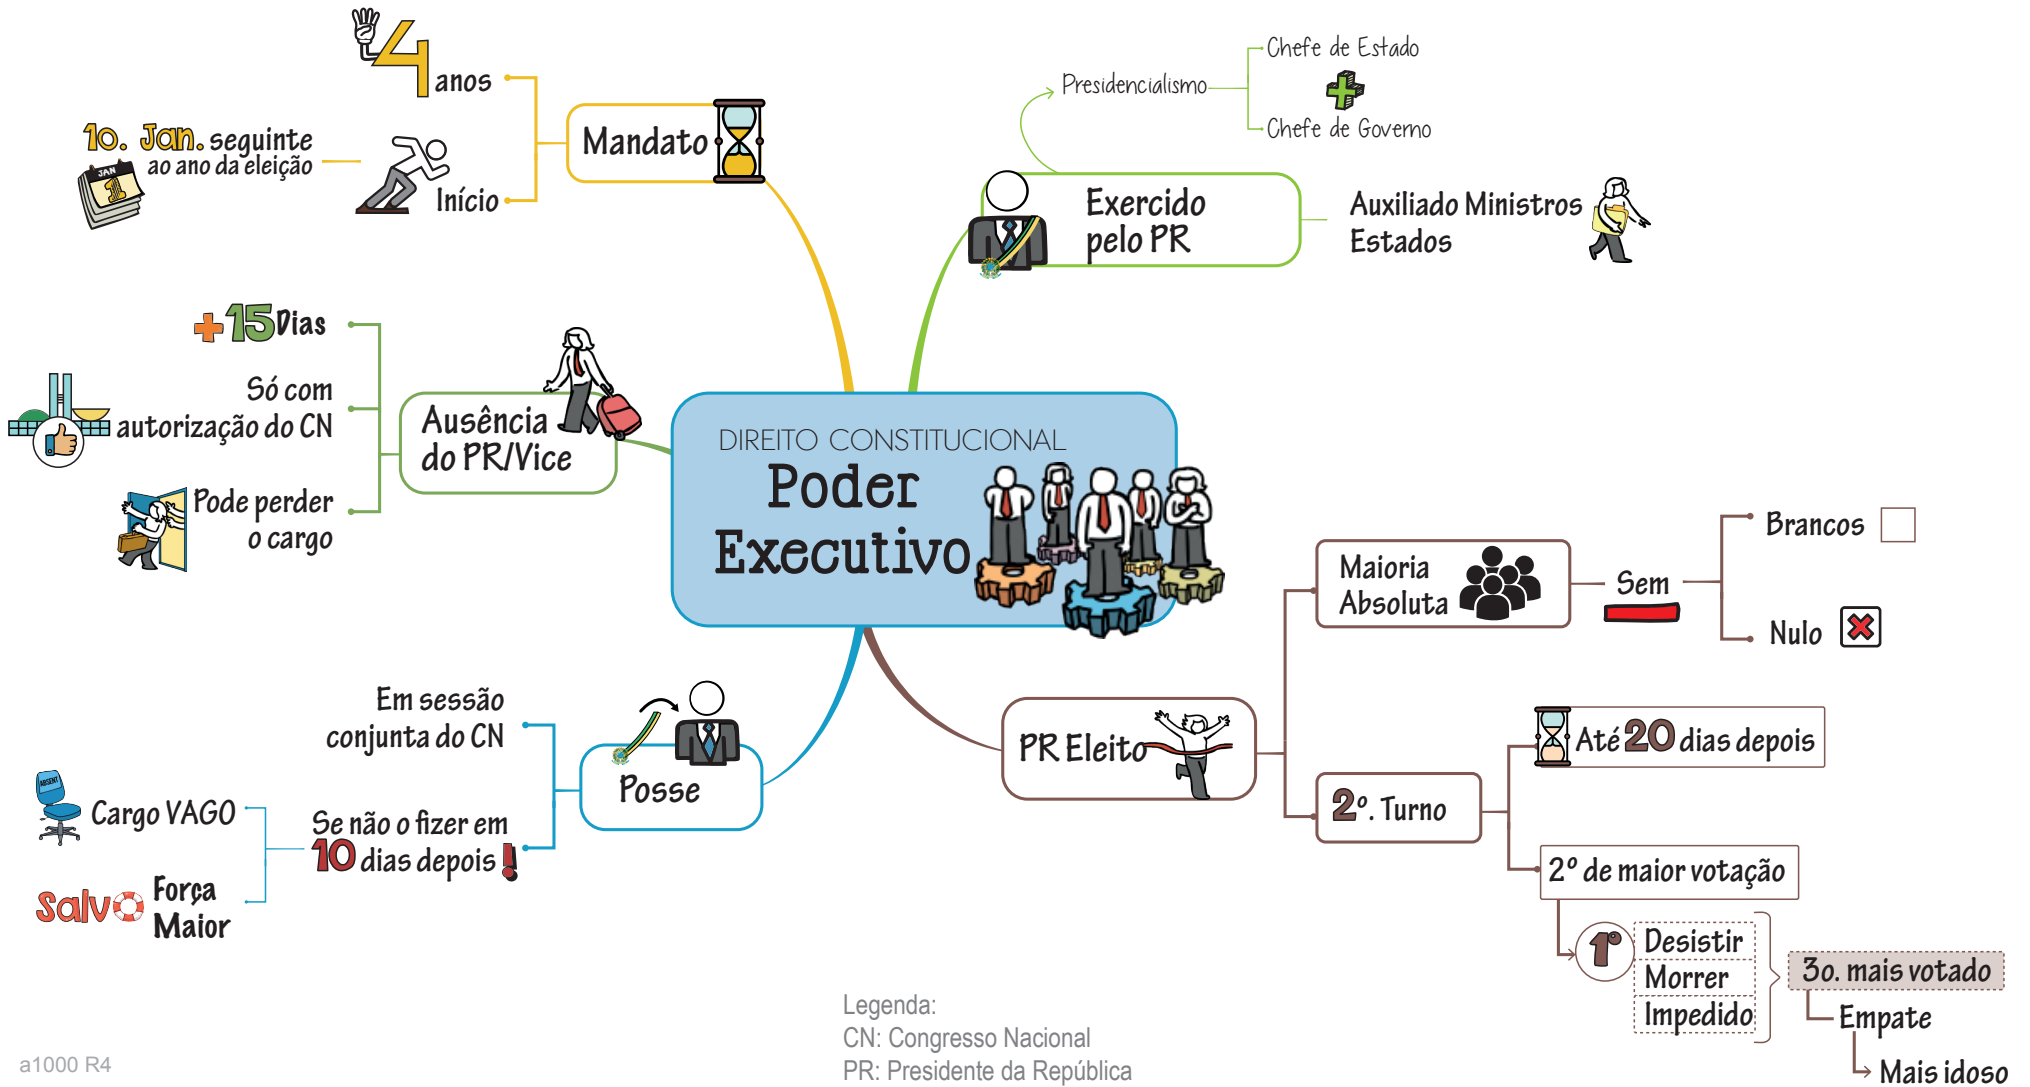 DIREITO CONSTITUCIONAL
Poder
Executivo
4 anos
Mandato
1o. Jan. seguinte
ao ano da eleição
JAN
1
Início
Presidencialismo
Chefe de Estado
Chefe de Governo
Exercido
pelo PR
Auxiliado Ministros
Estados
+15 Dias
Só com
autorização do CN
Pode perder
o cargo
Ausência
do PR/Vice
Em sessão
conjunta do CN
Posse
Se não o fizer em
10 dias depois!
ABSENT
Cargo VAGO
Salvo Força
Maior
PR Eleito
Maioria
Absoluta
Sem
Brancos
Nulo
2º. Turno
Até 20 dias depois
2º de maior votação
1º
Desistir
Morrer
Impedido
3o. mais votado
Empate
Mais idoso
Legenda:
CN: Congresso Nacional
PR: Presidente da República
a1000 R4